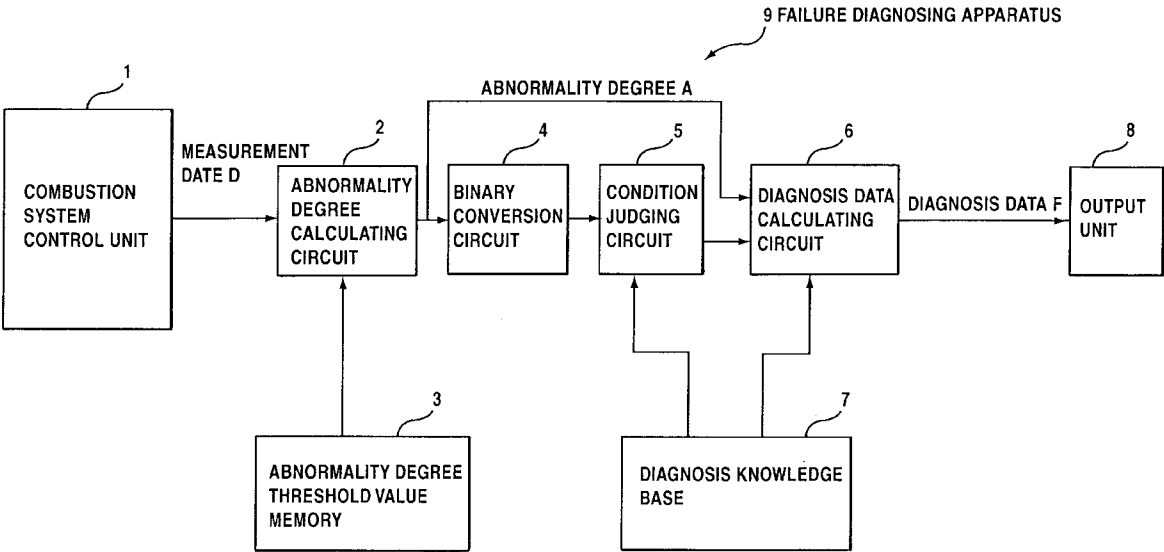 9 FAILURE DIAGNOSING APPARATUS
1
ABNORMALITY DEGREE A
2
4
5
6
8
MEASUREMENT
DATE D
COMBUSTION
SYSTEM
CONTROL UNIT
ABNORMALITY
DEGREE
CALCULATING
CIRCUIT
BINARY
CONVERSION
CIRCUIT
CONDITION
JUDGING
CIRCUIT
DIAGNOSIS DATA
CALCULATING
CIRCUIT
DIAGNOSIS DATA F
OUTPUT
UNIT
3
7
ABNORMALITY DEGREE
THRESHOLD VALUE
MEMORY
DIAGNOSIS KNOWLEDGE
BASE